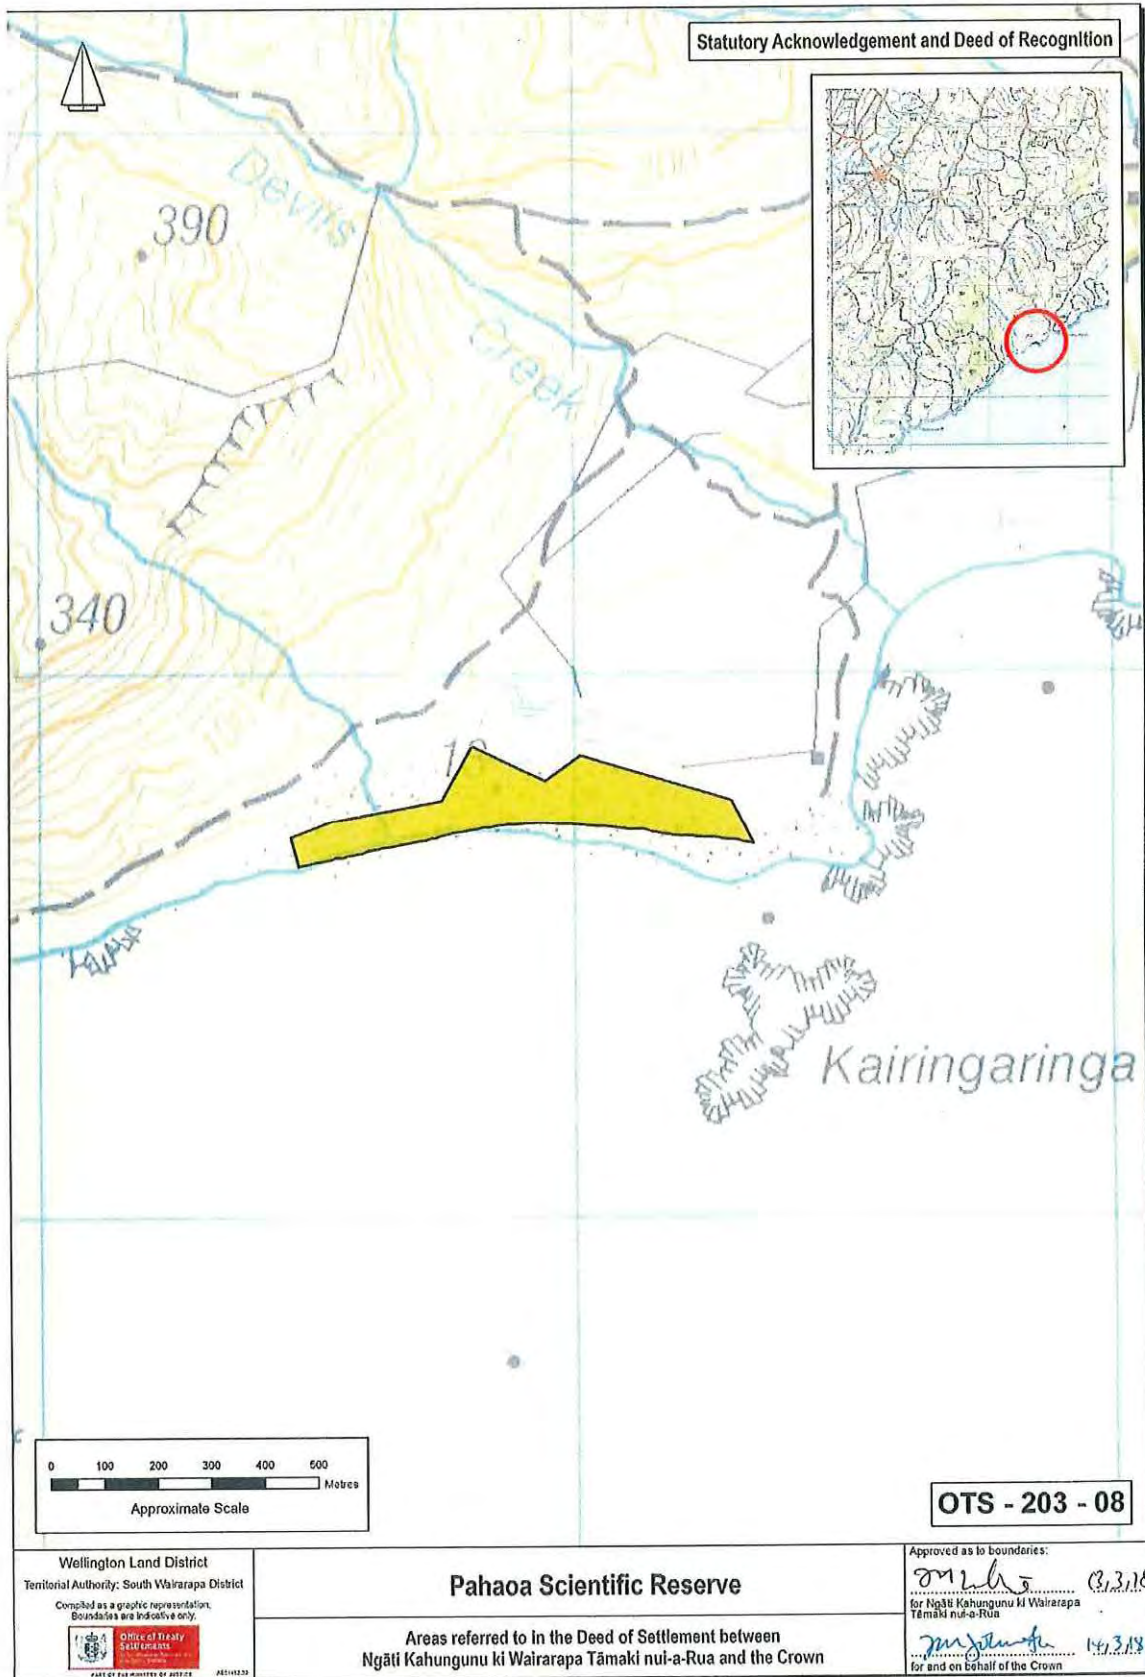 Statutory Acknowledgement and Deed of Recognition
Devils
Creek
390
340
Kairingaringa
0 100 200 300 400 500
Metres
Approximate Scale
OTS - 203 - 08
Wellington Land District
Territorial Authority: South Wairarapa District
Compiled as a graphic representation.
Boundaries are indicative only.
Office of Treaty
Settlements
Pahaoa Scientific Reserve
Areas referred to in the Deed of Settlement between
Ngāti Kahungunu ki Wairarapa Tāmaki nui-a-Rua and the Crown
Approved as to boundaries:
for Ngāti Kahungunu ki Wairarapa
Tāmaki nui-a-Rua
14,3,18
for and on behalf of the Crown